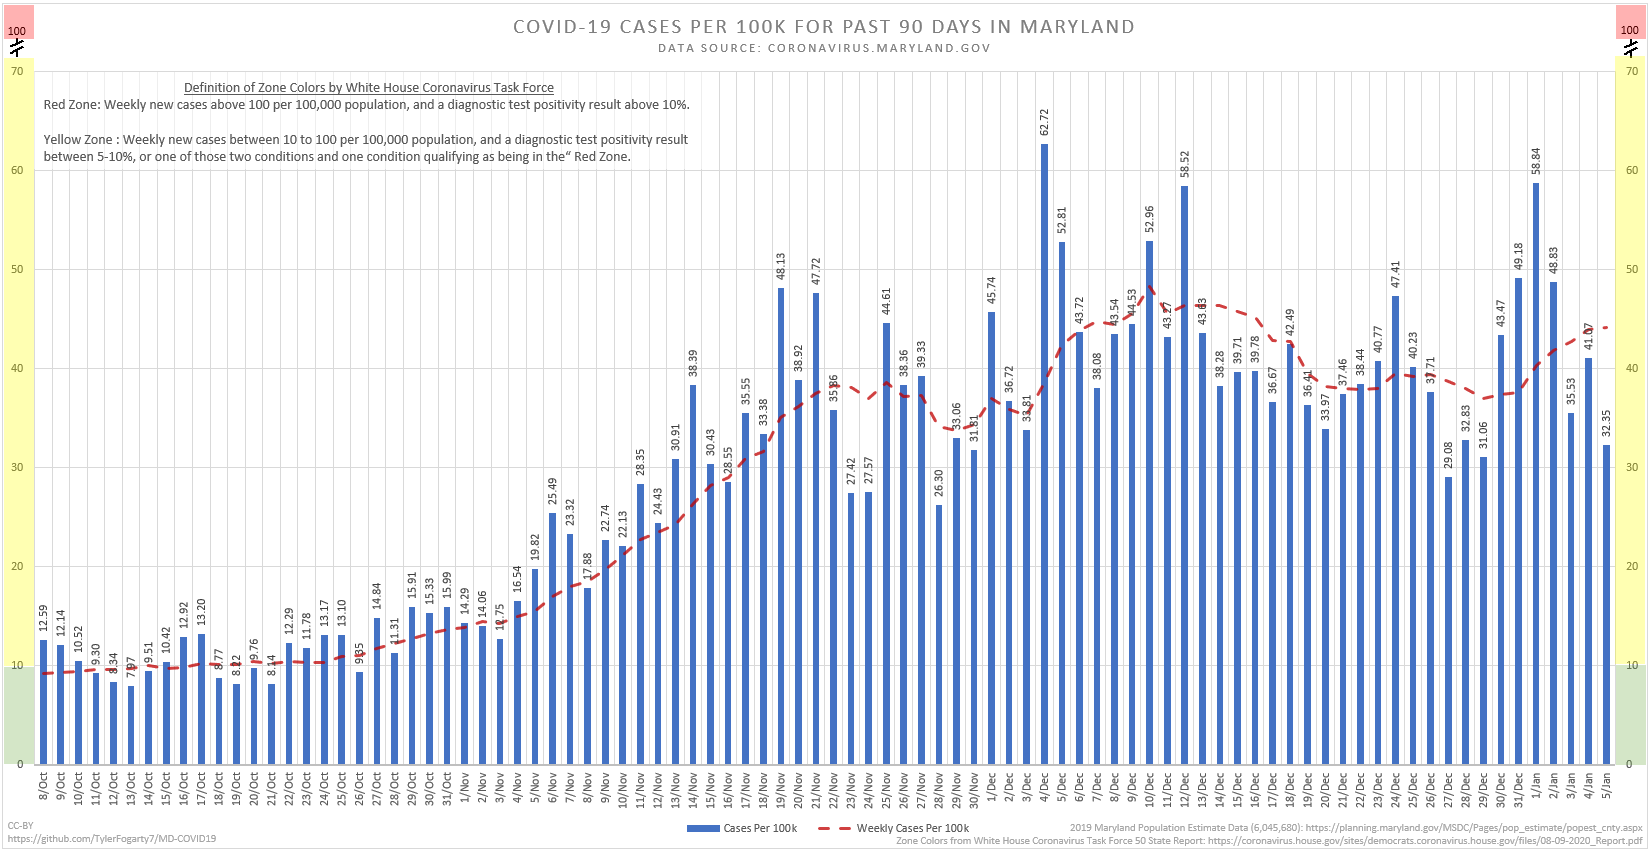 COVID-19 CASES PER 100K FOR PAST 90 DAYS IN MARYLAND
DATA SOURCE: CORONAVIRUS.MARYLAND.GOV
100
100
70
70
Definition of Zone Colors by White House Coronavirus Task Force
Red Zone: Weekly new cases above 100 per 100,000 population, and a diagnostic test positivity result above 10%.
Yellow Zone : Weekly new cases between 10 to 100 per 100,000 population, and a diagnostic test positivity result
between 5-10%, or one of those two conditions and one condition qualifying as being in the“ Red Zone.
60
60
50
50
40
40
30
30
20
20
10
10
0
0
12.59
12.14
10.52
9.30
8.34
7.97
9.51
10.42
12.92
13.20
8.77
8.22
9.76
8.14
12.29
11.78
13.17
13.10
9.35
14.84
11.31
15.91
15.33
15.99
14.29
14.06
12.75
16.54
19.82
25.49
23.32
17.88
22.74
22.13
28.35
24.43
30.91
38.39
30.43
28.55
35.55
33.38
48.13
38.92
47.72
35.86
27.42
27.57
44.61
38.36
39.33
26.30
33.06
31.81
45.74
36.72
33.81
62.72
52.81
43.72
38.08
43.54
44.53
52.96
43.27
58.52
43.63
38.28
39.71
39.78
36.67
42.49
36.41
33.97
37.46
38.44
40.77
47.41
40.23
37.71
29.08
32.83
31.06
43.47
49.18
58.84
48.83
35.53
41.07
32.35
8/Oct
9/Oct
10/Oct
11/Oct
12/Oct
13/Oct
14/Oct
15/Oct
16/Oct
17/Oct
18/Oct
19/Oct
20/Oct
21/Oct
22/Oct
23/Oct
24/Oct
25/Oct
26/Oct
27/Oct
28/Oct
29/Oct
30/Oct
31/Oct
1/Nov
2/Nov
3/Nov
4/Nov
5/Nov
6/Nov
7/Nov
8/Nov
9/Nov
10/Nov
11/Nov
12/Nov
13/Nov
14/Nov
15/Nov
16/Nov
17/Nov
18/Nov
19/Nov
20/Nov
21/Nov
22/Nov
23/Nov
24/Nov
25/Nov
26/Nov
27/Nov
28/Nov
29/Nov
30/Nov
1/Dec
2/Dec
3/Dec
4/Dec
5/Dec
6/Dec
7/Dec
8/Dec
9/Dec
10/Dec
11/Dec
12/Dec
13/Dec
14/Dec
15/Dec
16/Dec
17/Dec
18/Dec
19/Dec
20/Dec
21/Dec
22/Dec
23/Dec
24/Dec
25/Dec
26/Dec
27/Dec
28/Dec
29/Dec
30/Dec
31/Dec
1/Jan
2/Jan
3/Jan
4/Jan
5/Jan
Cases Per 100k
Weekly Cases Per 100k
CC-BY
https://github.com/TylerFogarty7/MD-COVID19
2019 Maryland Population Estimate Data (6,045,680): https://planning.maryland.gov/MSDC/Pages/pop_estimate/popest_cnty.aspx
Zone Colors from White House Coronavirus Task Force 50 State Report: https://coronavirus.house.gov/sites/democrats.coronavirus.house.gov/files/08-09-2020_Report.pdf